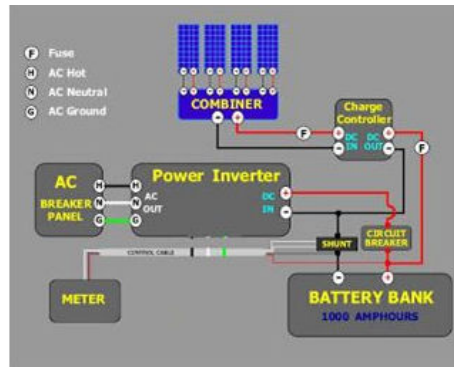 F Fuse
H AC Hot
N AC Neutral
G AC Ground
COMBINER
- +
F
Charge
Controller
+ DC DC +
IN OUT
- -
F
AC
BREAKER
PANEL
H H
N N
G G
Power Inverter
AC
OUT
DC
IN
+
-
CONTROL CABLE
SHUNT
CIRCUIT
BREAKER
METER
- +
BATTERY BANK
1000 AMPHOURS